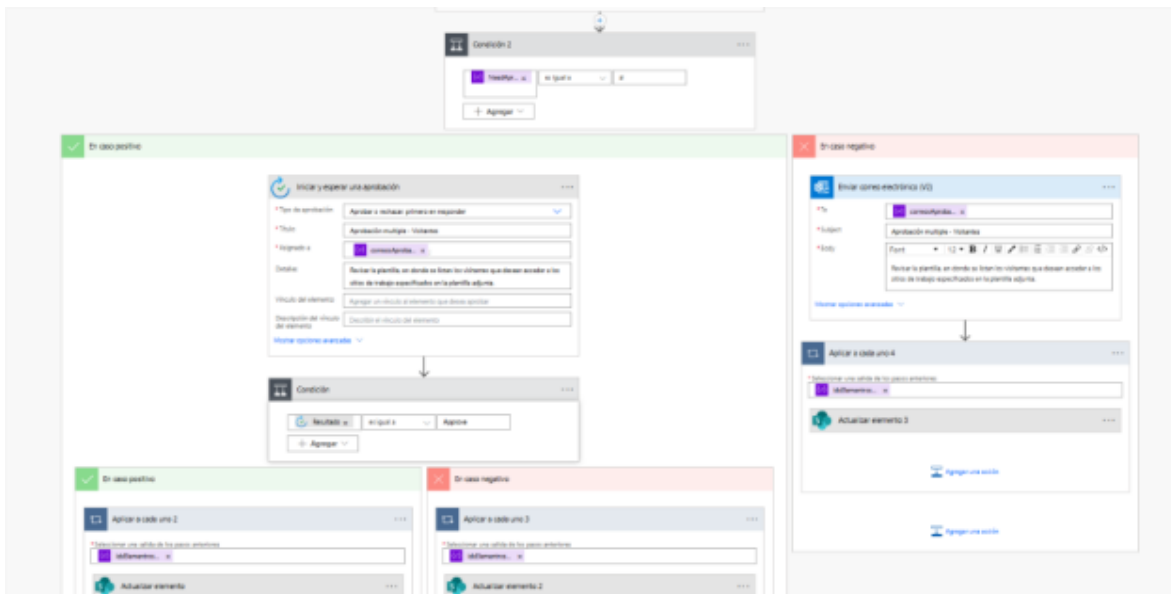 Condición 2
NeedApr...
es igual a
si
Agregar
En caso positivo
En caso negativo
Iniciar y esperar una aprobación
* Tipo de aprobación
Aprobar o rechazar: primero en responder
* Título
Aprobación multiple - Visitantes
* Asignado a
correoAproba...
Detalles
Revisar la plantilla, en donde se listan los visitantes que desean acceder a los
sitios de trabajo especificados en la plantilla adjunta.
Vínculo del elemento
Agregar un vínculo al elemento que desea aprobar
Descripción del vínculo
del elemento
Describir el vínculo del elemento
Mostrar opciones avanzadas
Enviar correo electrónico (V2)
* To
correoAproba...
* Subject
Aprobación multiple - Visitantes
* Body
Font
12
Revisar la plantilla, en donde se listan los visitantes que desean acceder a los
sitios de trabajo especificados en la plantilla adjunta.
Mostrar opciones avanzadas
Aplicar a cada uno 4
* Seleccionar una salida de los pasos anteriores
IdsElementos...
Actualizar elemento 3
Agregar una acción
Agregar una acción
Condición
Resultado
es igual a
Approve
Agregar
En caso positivo
En caso negativo
Aplicar a cada uno 2
* Seleccionar una salida de los pasos anteriores
IdsElementos...
Actualizar elemento
Aplicar a cada uno 3
* Seleccionar una salida de los pasos anteriores
IdsElementos...
Actualizar elemento 2